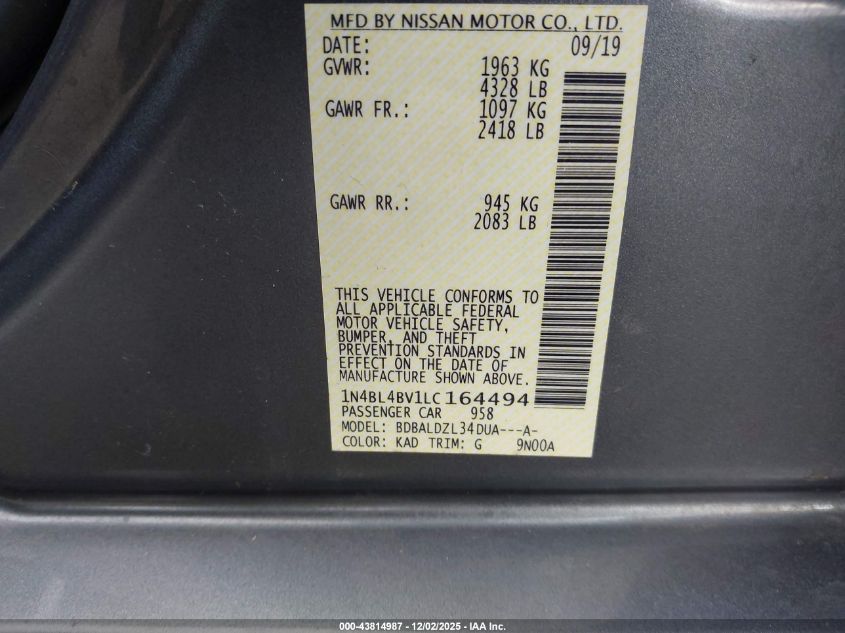 MFD BY NISSAN MOTOR CO., LTD.
DATE: 09/19
GVWR: 1963 KG
4328 LB
GAWR FR.: 1097 KG
2418 LB
GAWR RR.: 945 KG
2083 LB
THIS VEHICLE CONFORMS TO
ALL APPLICABLE FEDERAL
MOTOR VEHICLE SAFETY,
BUMPER, AND THEFT
PREVENTION STANDARDS IN
EFFECT ON THE DATE OF
MANUFACTURE SHOWN ABOVE.
1N4BL4BV1LC164494
PASSENGER CAR 958
MODEL: BDBALDZL34DUA---A-
COLOR: KAD TRIM: G 9N00A
000-43814987 - 12/02/2025 - IAA Inc.